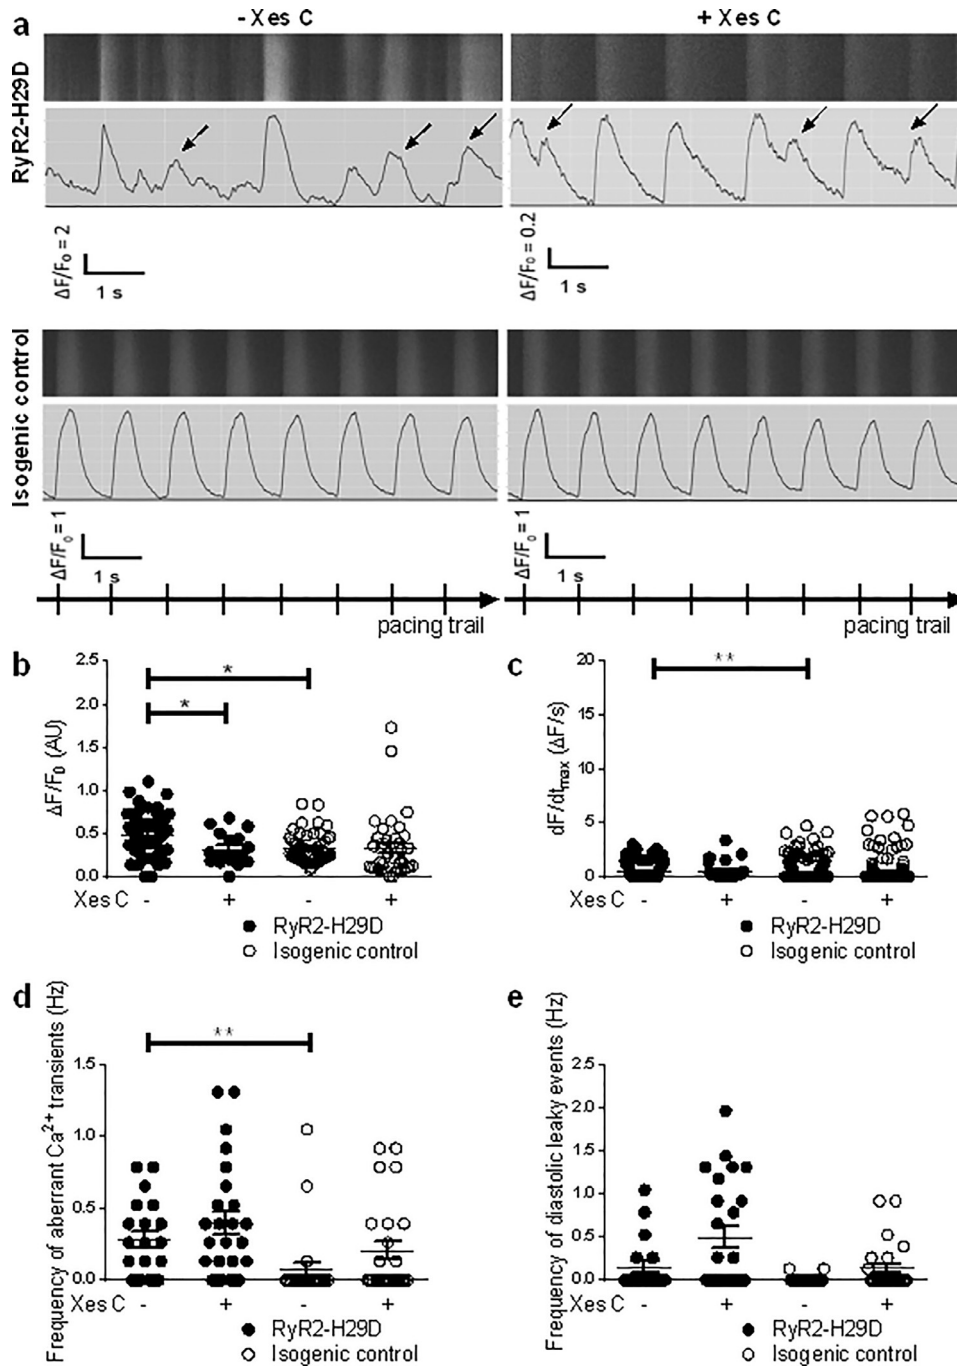 a
- Xes C
+ Xes C
RyR2-H29D
ΔF/F₀ = 2
1 s
ΔF/F₀ = 0.2
1 s
Isogenic control
ΔF/F₀ = 1
1 s
ΔF/F₀ = 1
1 s
pacing trail
pacing trail
b
ΔF/F₀ (AU)
2.5
2.0
1.5
1.0
0.5
0.0
*
*
Xes C - + - +
RyR2-H29D
Isogenic control
c
dF/dtmax (ΔF/s)
20
15
10
5
0
**
Xes C - + - +
RyR2-H29D
Isogenic control
d
Frequency of aberrant Ca²⁺ transients (Hz)
1.5
1.0
0.5
0.0
**
Xes C - + - +
RyR2-H29D
Isogenic control
e
Frequency of diastolic leaky events (Hz)
2.5
2.0
1.5
1.0
0.5
0.0
Xes C - + - +
RyR2-H29D
Isogenic control